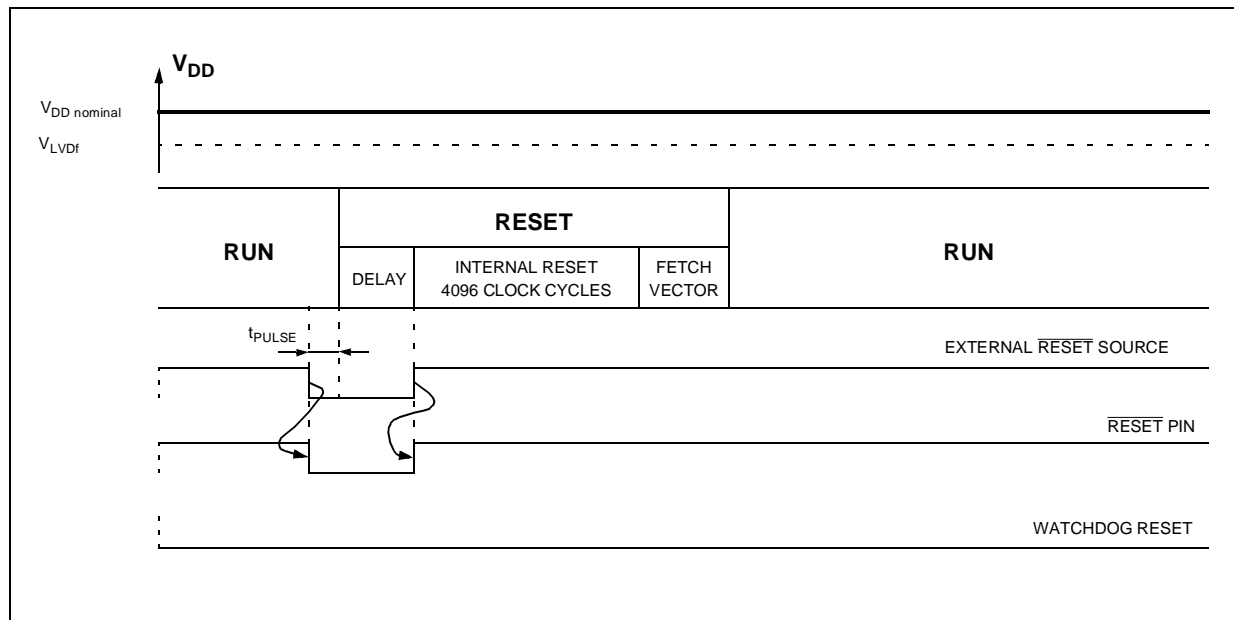 VDD
VDD nominal
VLVDf
RUN
RESET
DELAY
INTERNAL RESET
4096 CLOCK CYCLES
FETCH
VECTOR
RUN
tPULSE
EXTERNAL RESET SOURCE
RESET PIN
WATCHDOG RESET